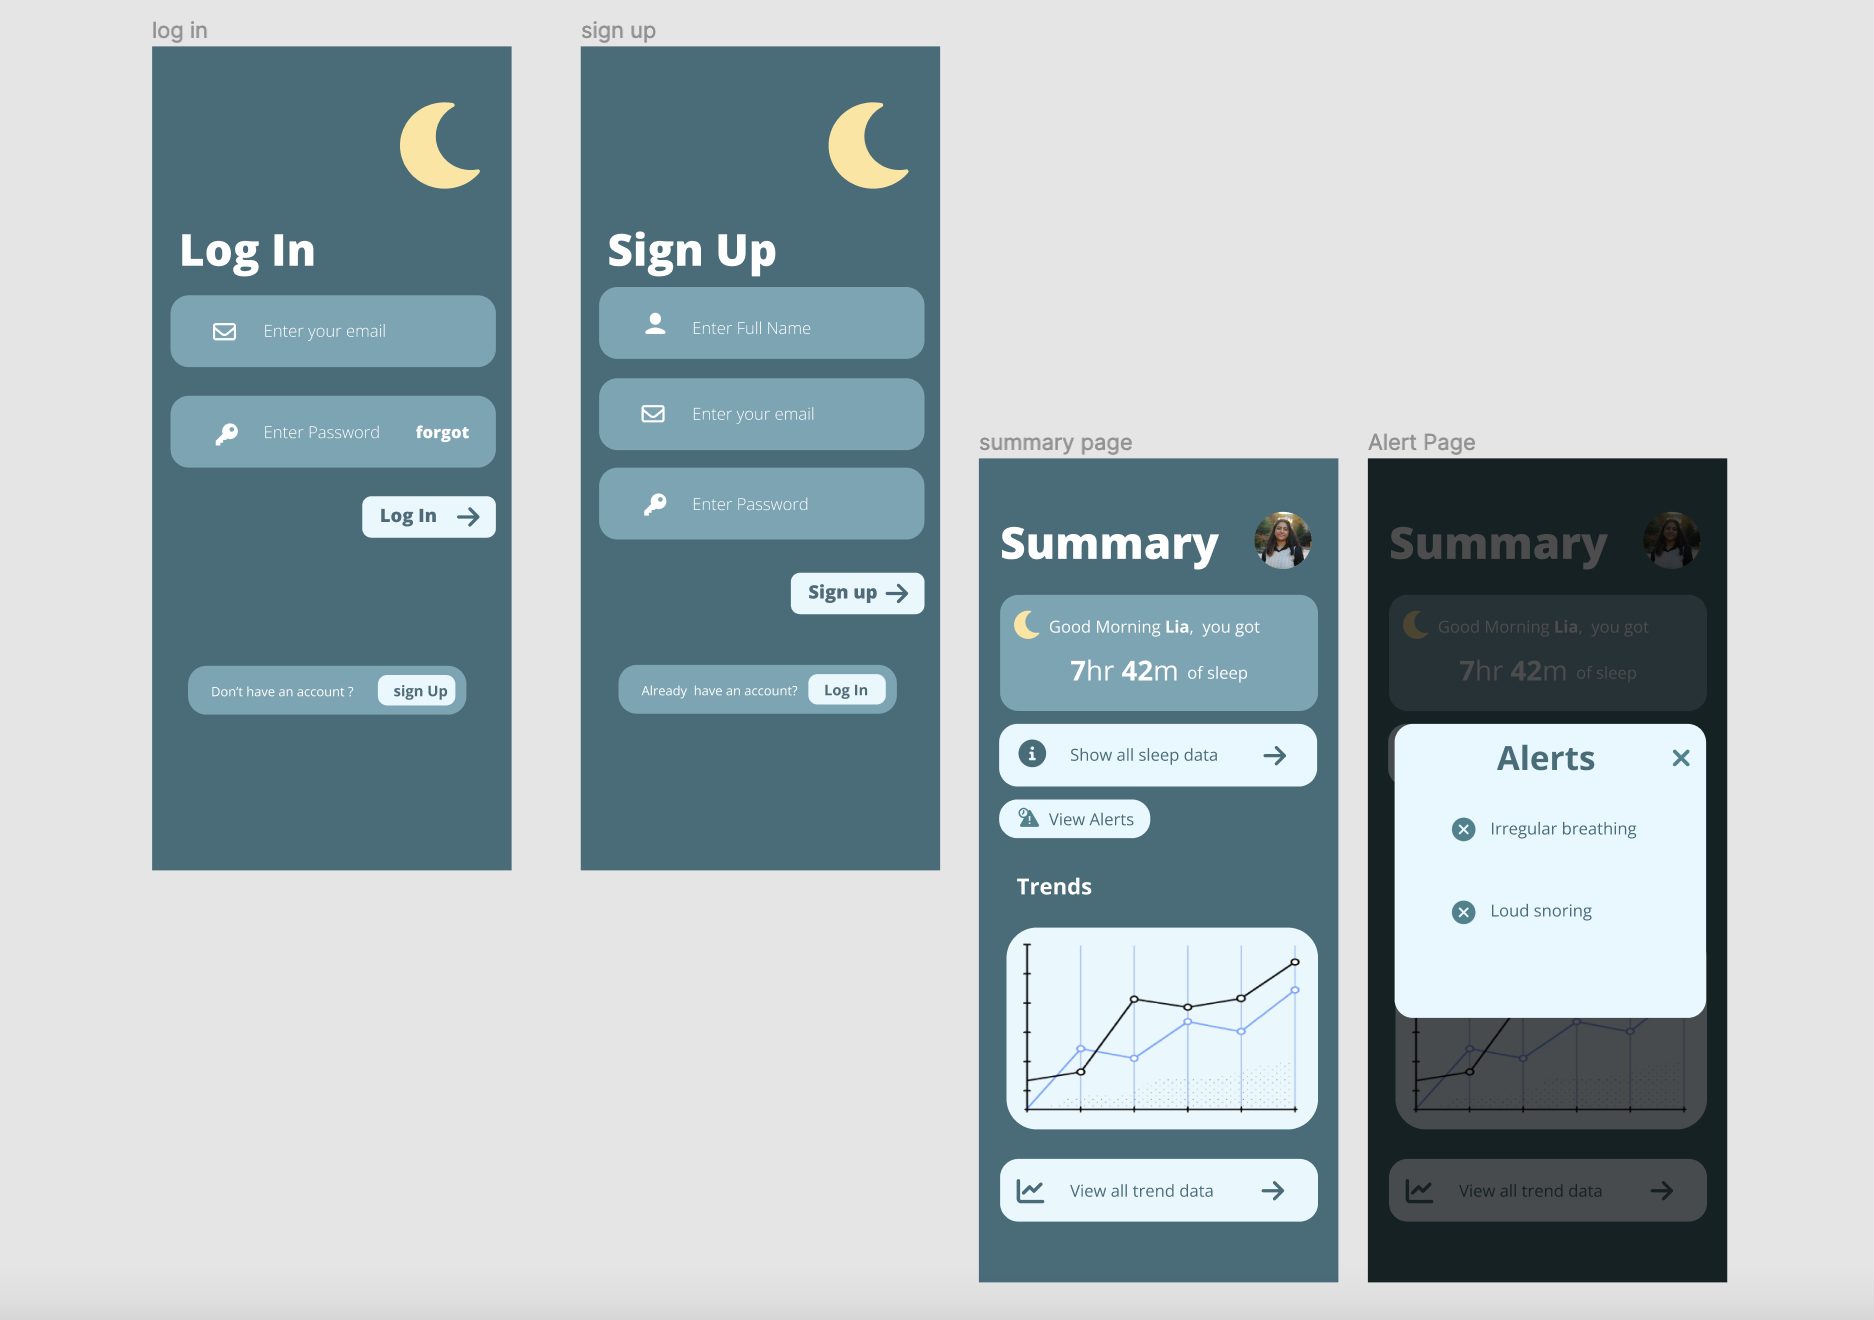 log in
Log In
Enter your email
Enter Password forgot
Log In
Don't have an account ? sign Up
sign up
Sign Up
Enter Full Name
Enter your email
Enter Password
Sign up
Already have an account? Log In
summary page
Summary
Good Morning Lia, you got
7hr 42m of sleep
Show all sleep data
View Alerts
Trends
View all trend data
Alert Page
Summary
Good Morning Lia, you got
7hr 42m of sleep
Alerts
Irregular breathing
Loud snoring
View all trend data